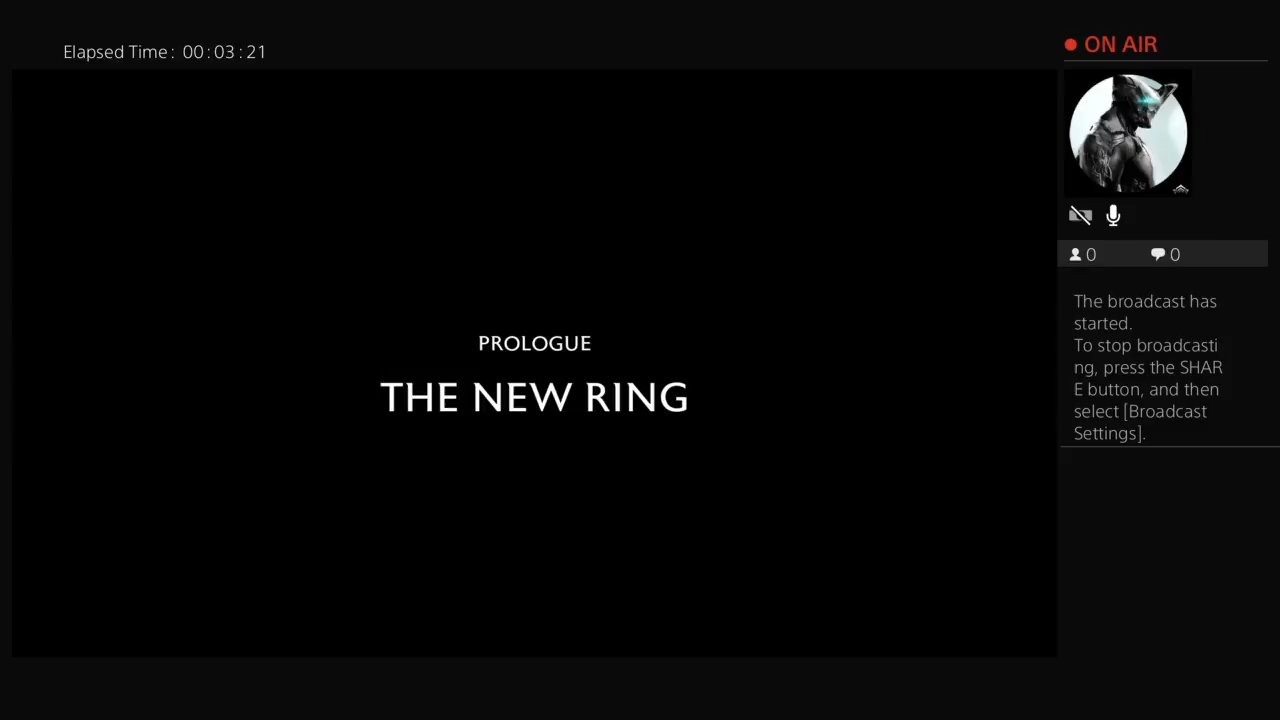 Elapsed Time: 00:03:21
ON AIR
PROLOGUE
THE NEW RING
0 0
The broadcast has
started.
To stop broadcasti
ng, press the SHAR
E button, and then
select [Broadcast
Settings].